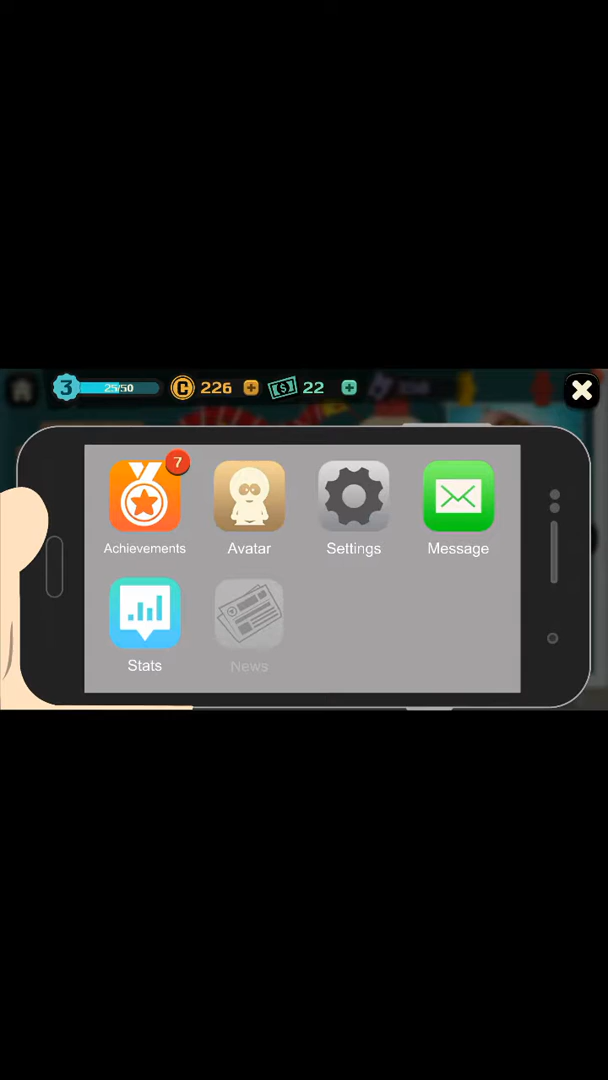 3 25/50 C 226 + $ 22 +
7
Achievements Avatar Settings Message
Stats News